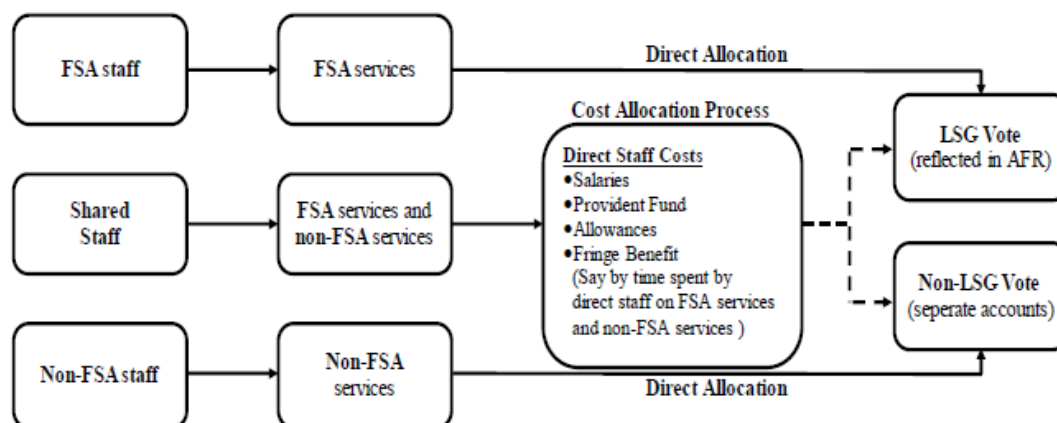 FSA staff
FSA services
Direct Allocation
LSG Vote
(reflected in AFR)
Cost Allocation Process
Direct Staff Costs
•Salaries
•Provident Fund
•Allowances
•Fringe Benefit
(Say by time spent by
direct staff on FSA services
and non-FSA services )
Shared
Staff
FSA services and
non-FSA services
Non-LSG Vote
(seperate accounts)
Non-FSA staff
Non-FSA
services
Direct Allocation